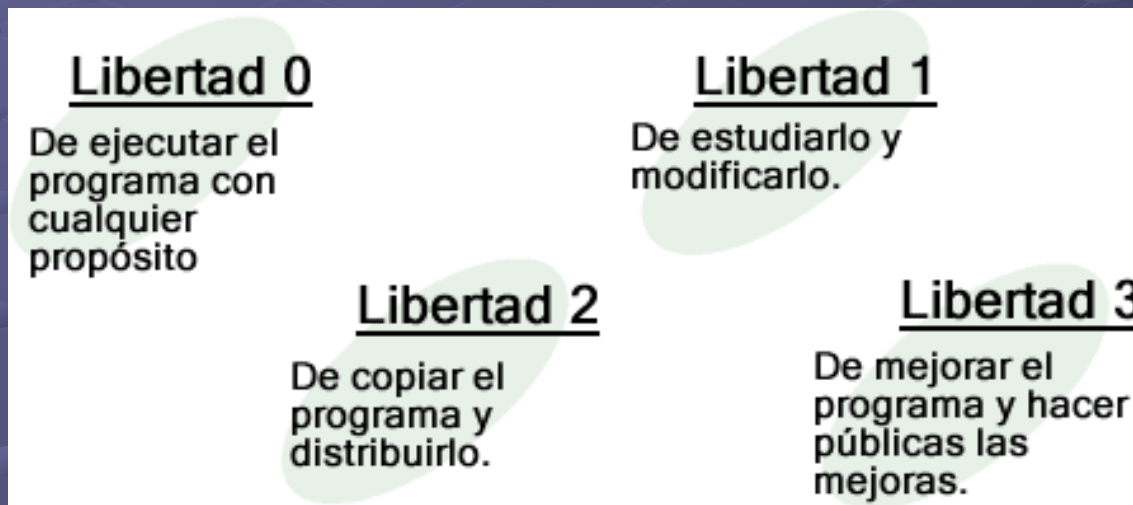 Libertad 0
De ejecutar el
programa con
cualquier
propósito
Libertad 1
De estudiarlo y
modificarlo.
Libertad 2
De copiar el
programa y
distribuirlo.
Libertad 3
De mejorar el
programa y hacer
públicas las
mejoras.